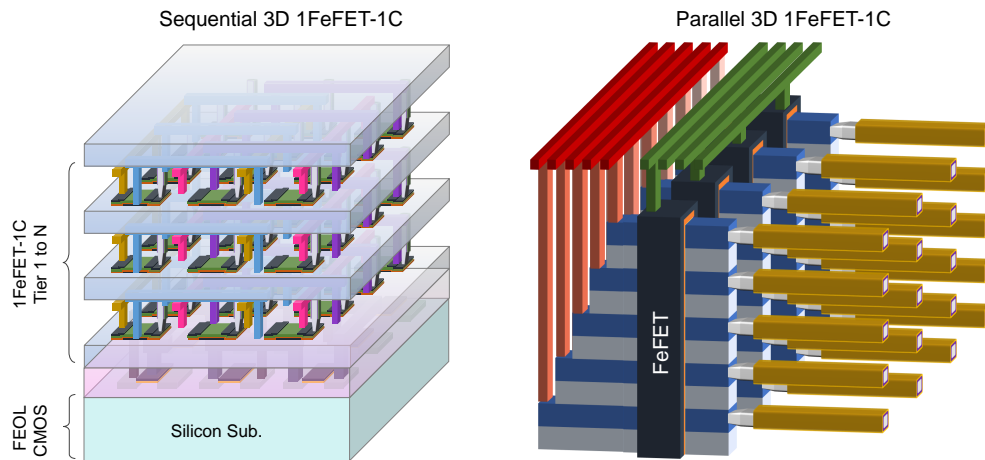 Sequential 3D 1FeFET-1C
Parallel 3D 1FeFET-1C
1FeFET-1C
Tier 1 to N
FEOL
CMOS
Silicon Sub.
FeFET